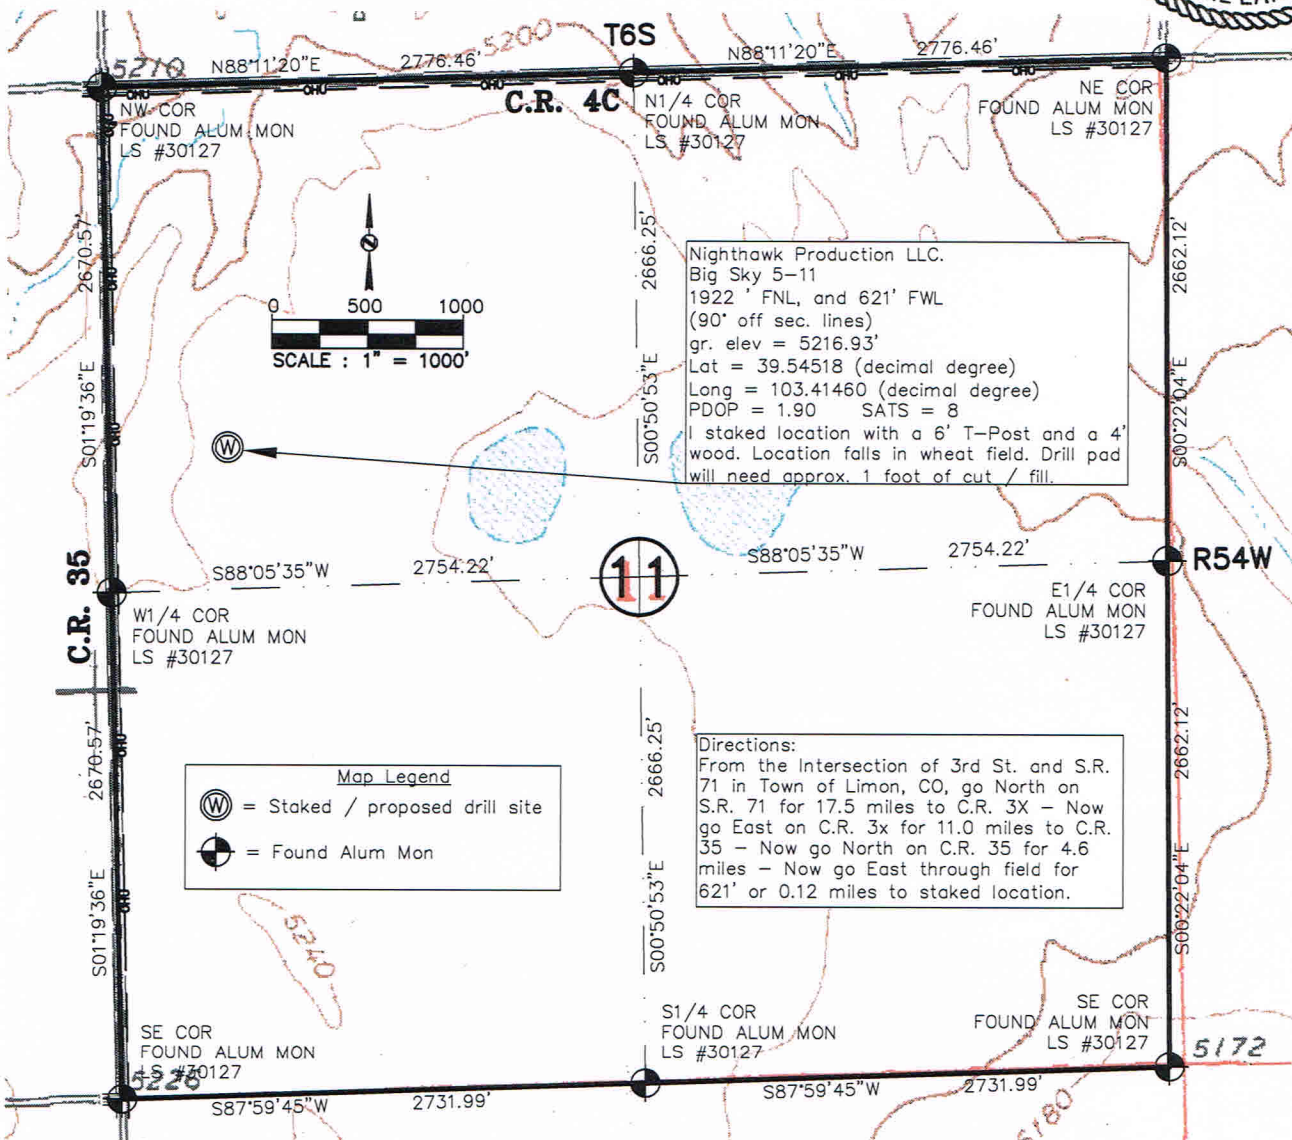 T6S
5200
5210
N88°11'20"E 2776.46'
N88°11'20"E 2776.46'
OHU OHU OHU OHU
C.R. 4C
NW COR
FOUND ALUM MON
LS #30127
N1/4 COR
FOUND ALUM MON
LS #30127
NE COR
FOUND ALUM MON
LS #30127
OHU
2670.57'
OHU
S01°19'36"E
OHU
N
0 500 1000
SCALE : 1" = 1000'
2666.25'
S00°50'53"E
2662.12'
S00°22'04"E
Nighthawk Production LLC.
Big Sky 5-11
1922 ' FNL, and 621' FWL
(90° off sec. lines)
gr. elev = 5216.93'
Lat = 39.54518 (decimal degree)
Long = 103.41460 (decimal degree)
PDOP = 1.90 SATS = 8
I staked location with a 6' T-Post and a 4'
wood. Location falls in wheat field. Drill pad
will need approx. 1 foot of cut / fill.
W
C.R. 35
S88°05'35"W 2754.22'
11
S88°05'35"W 2754.22'
R54W
W1/4 COR
FOUND ALUM MON
LS #30127
E1/4 COR
FOUND ALUM MON
LS #30127
2670.57'
OHU
S01°19'36"E
OHU
2666.25'
S00°50'53"E
2662.12'
S00°22'04"E
Map Legend
W = Staked / proposed drill site
= Found Alum Mon
Directions:
From the Intersection of 3rd St. and S.R.
71 in Town of Limon, CO, go North on
S.R. 71 for 17.5 miles to C.R. 3X - Now
go East on C.R. 3x for 11.0 miles to C.R.
35 - Now go North on C.R. 35 for 4.6
miles - Now go East through field for
621' or 0.12 miles to staked location.
5240
SE COR
FOUND ALUM MON
LS #30127
S1/4 COR
FOUND ALUM MON
LS #30127
SE COR
FOUND ALUM MON
LS #30127
5172
S87°59'45"W 2731.99'
S87°59'45"W 2731.99'
5180